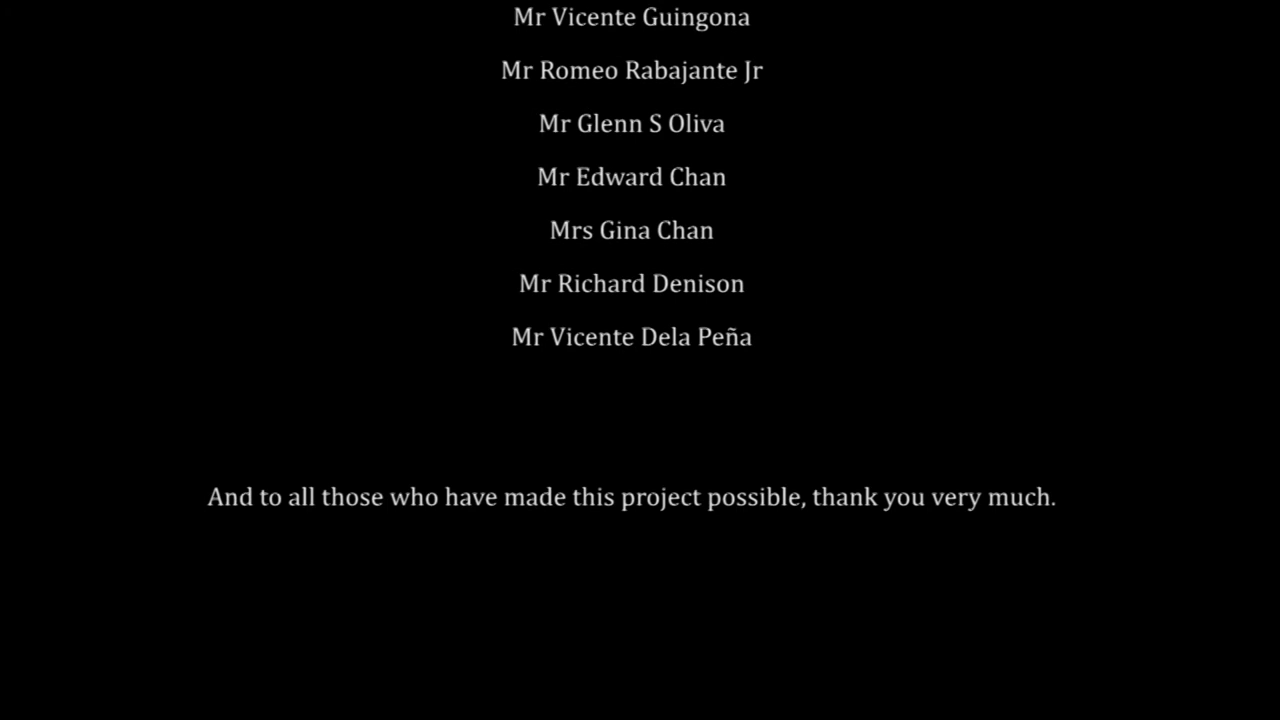 Mr Vicente Guingona
Mr Romeo Rabajante Jr
Mr Glenn S Oliva
Mr Edward Chan
Mrs Gina Chan
Mr Richard Denison
Mr Vicente Dela Peña
And to all those who have made this project possible, thank you very much.